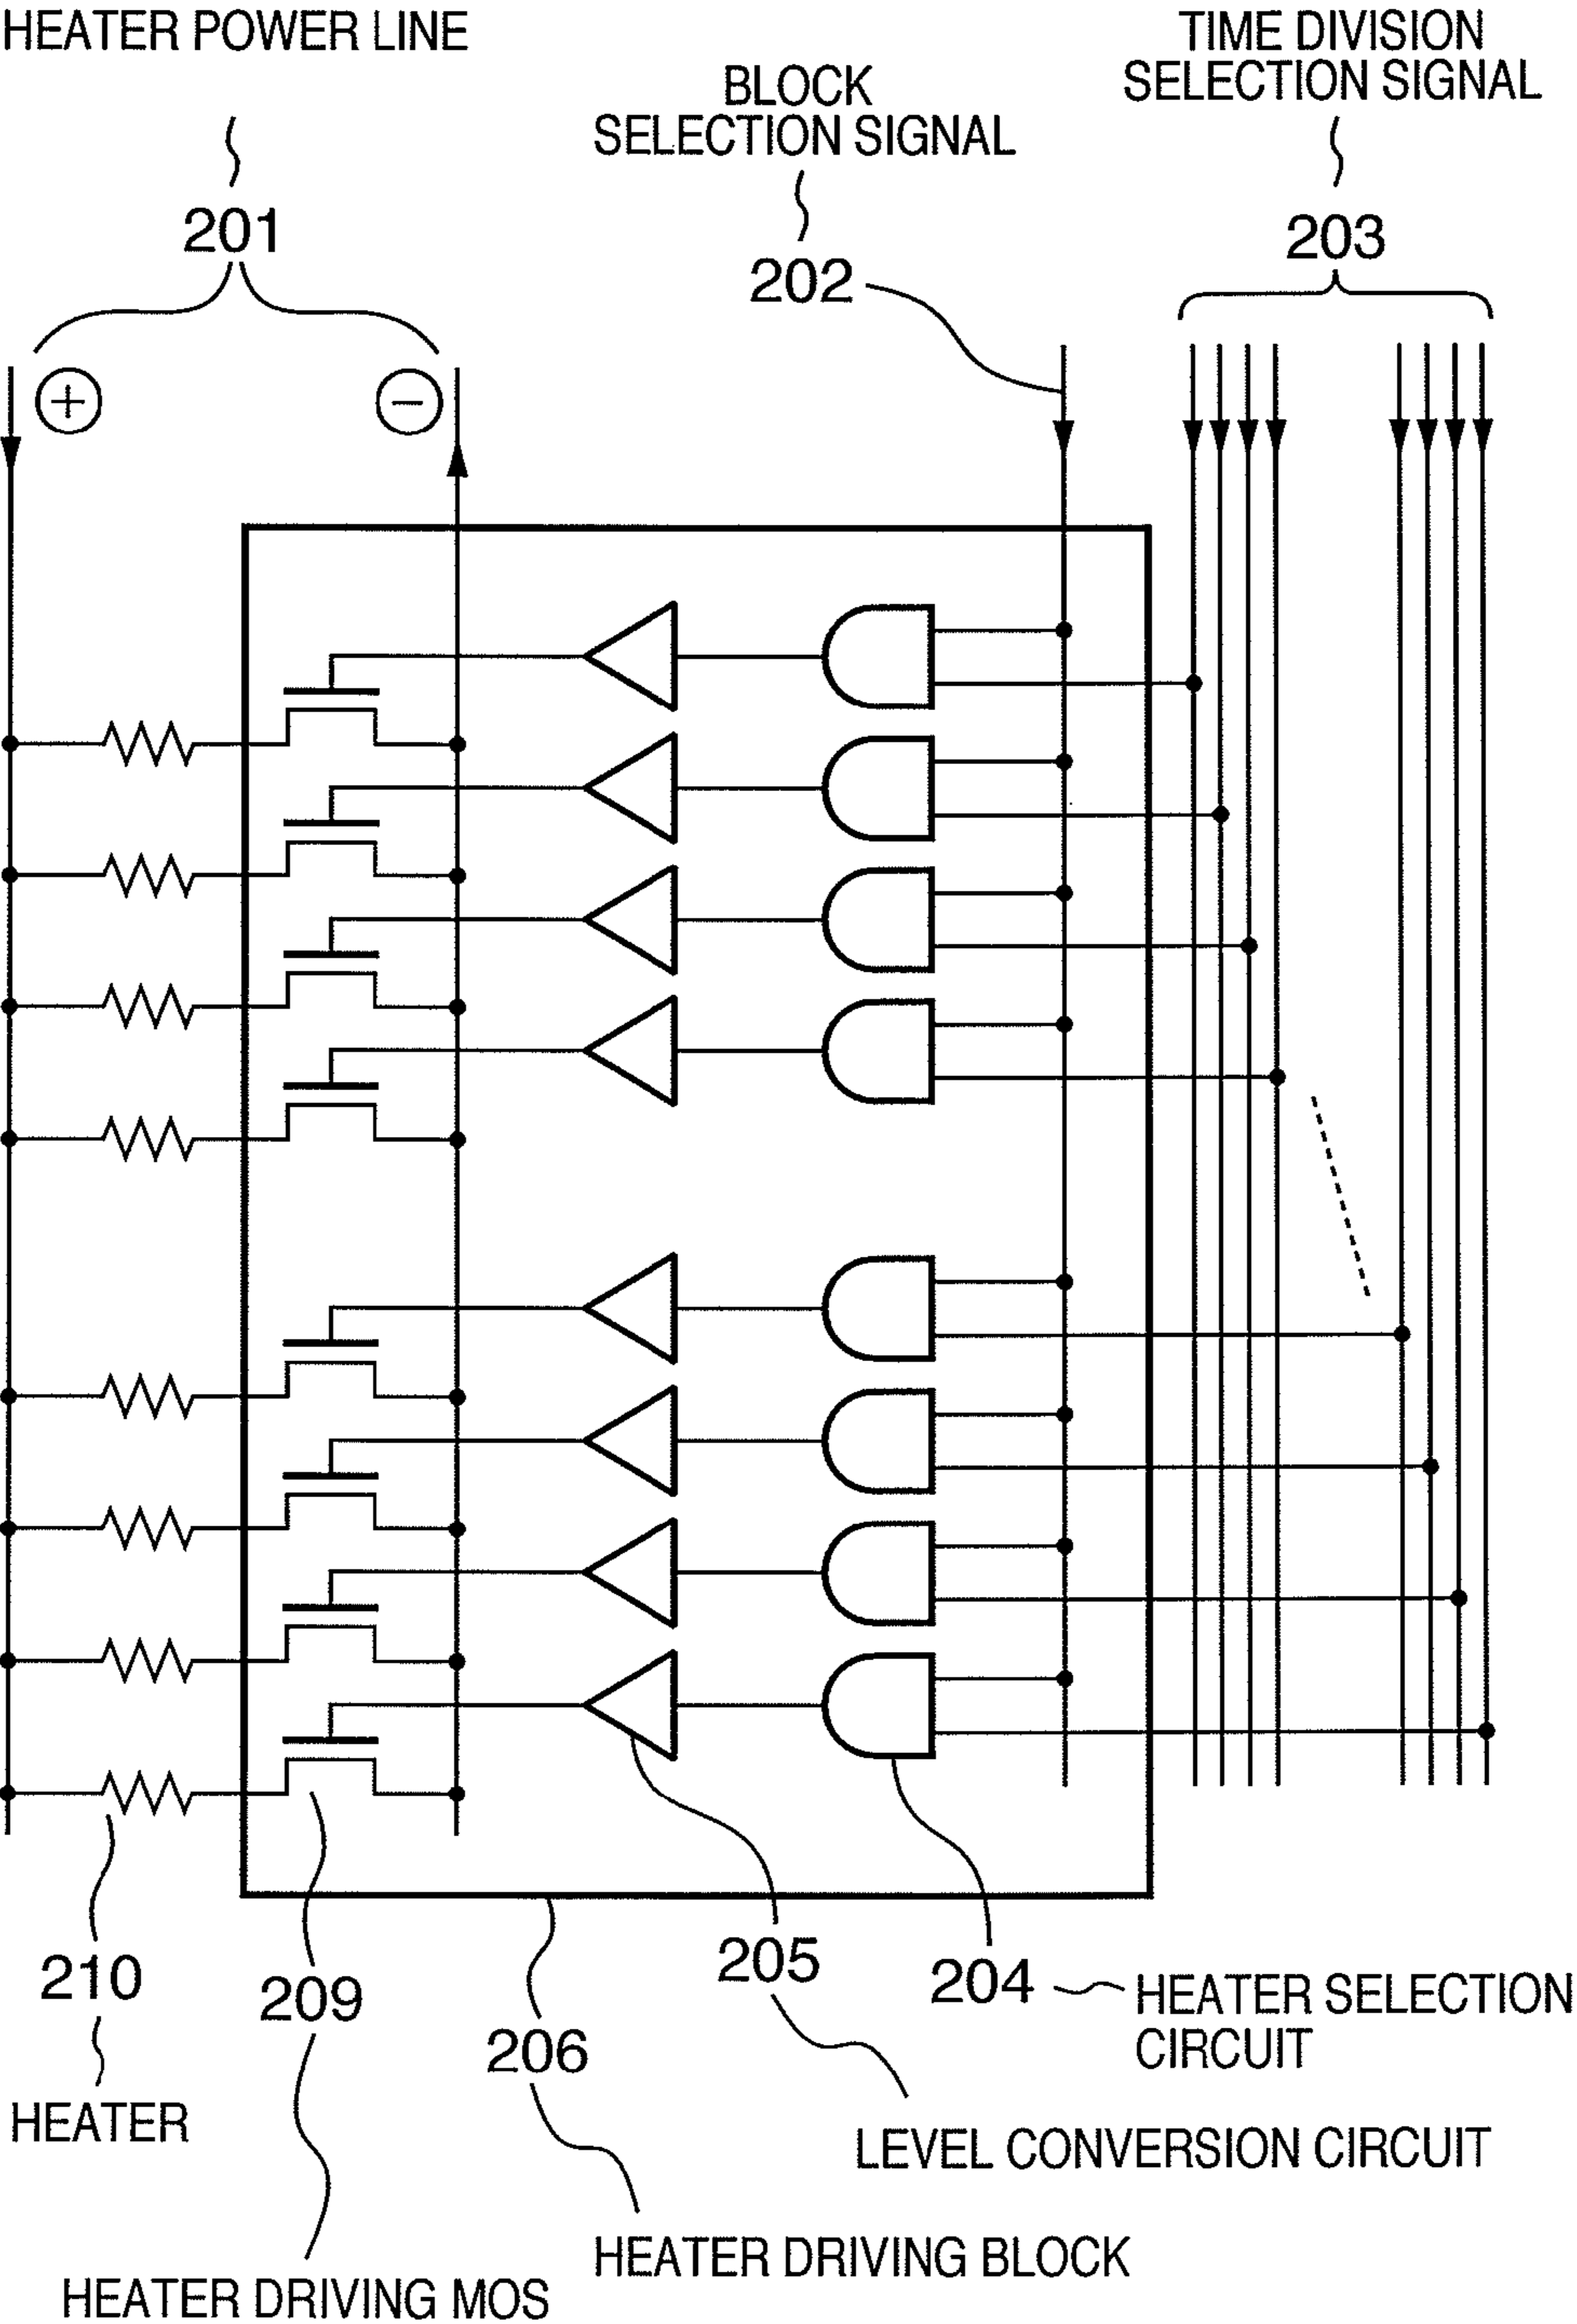 HEATER POWER LINE
TIME DIVISION
SELECTION SIGNAL
BLOCK
SELECTION SIGNAL
201
202
203
+
−
210
209
206
205
204
HEATER SELECTION
CIRCUIT
HEATER
LEVEL CONVERSION CIRCUIT
HEATER DRIVING BLOCK
HEATER DRIVING MOS